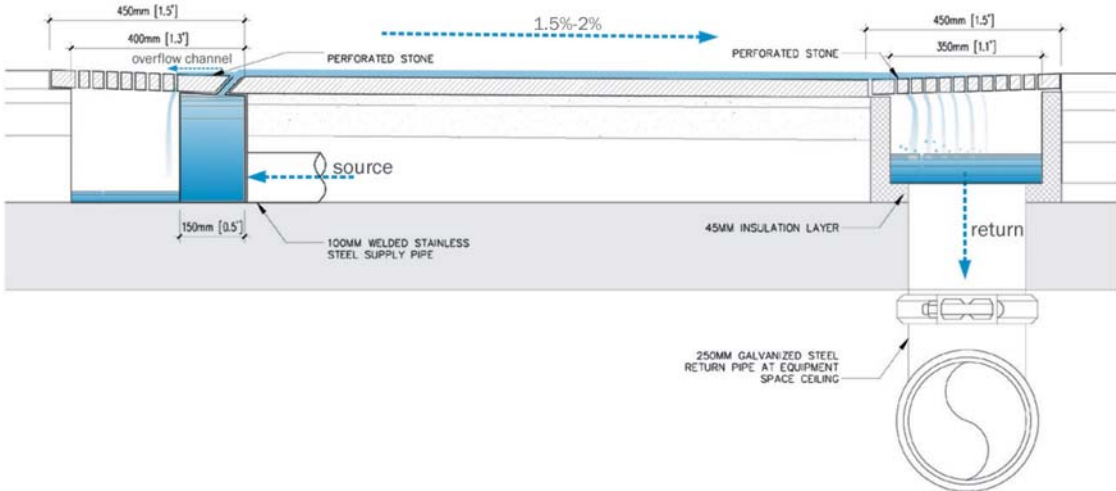 450mm [1.5']
400mm [1.3']
overflow channel
PERFORATED STONE
1.5%-2%
PERFORATED STONE
450mm [1.5']
350mm [1.1']
source
150mm [0.5']
100MM WELDED STAINLESS
STEEL SUPPLY PIPE
45MM INSULATION LAYER
return
250MM GALVANIZED STEEL
RETURN PIPE AT EQUIPMENT
SPACE CEILING